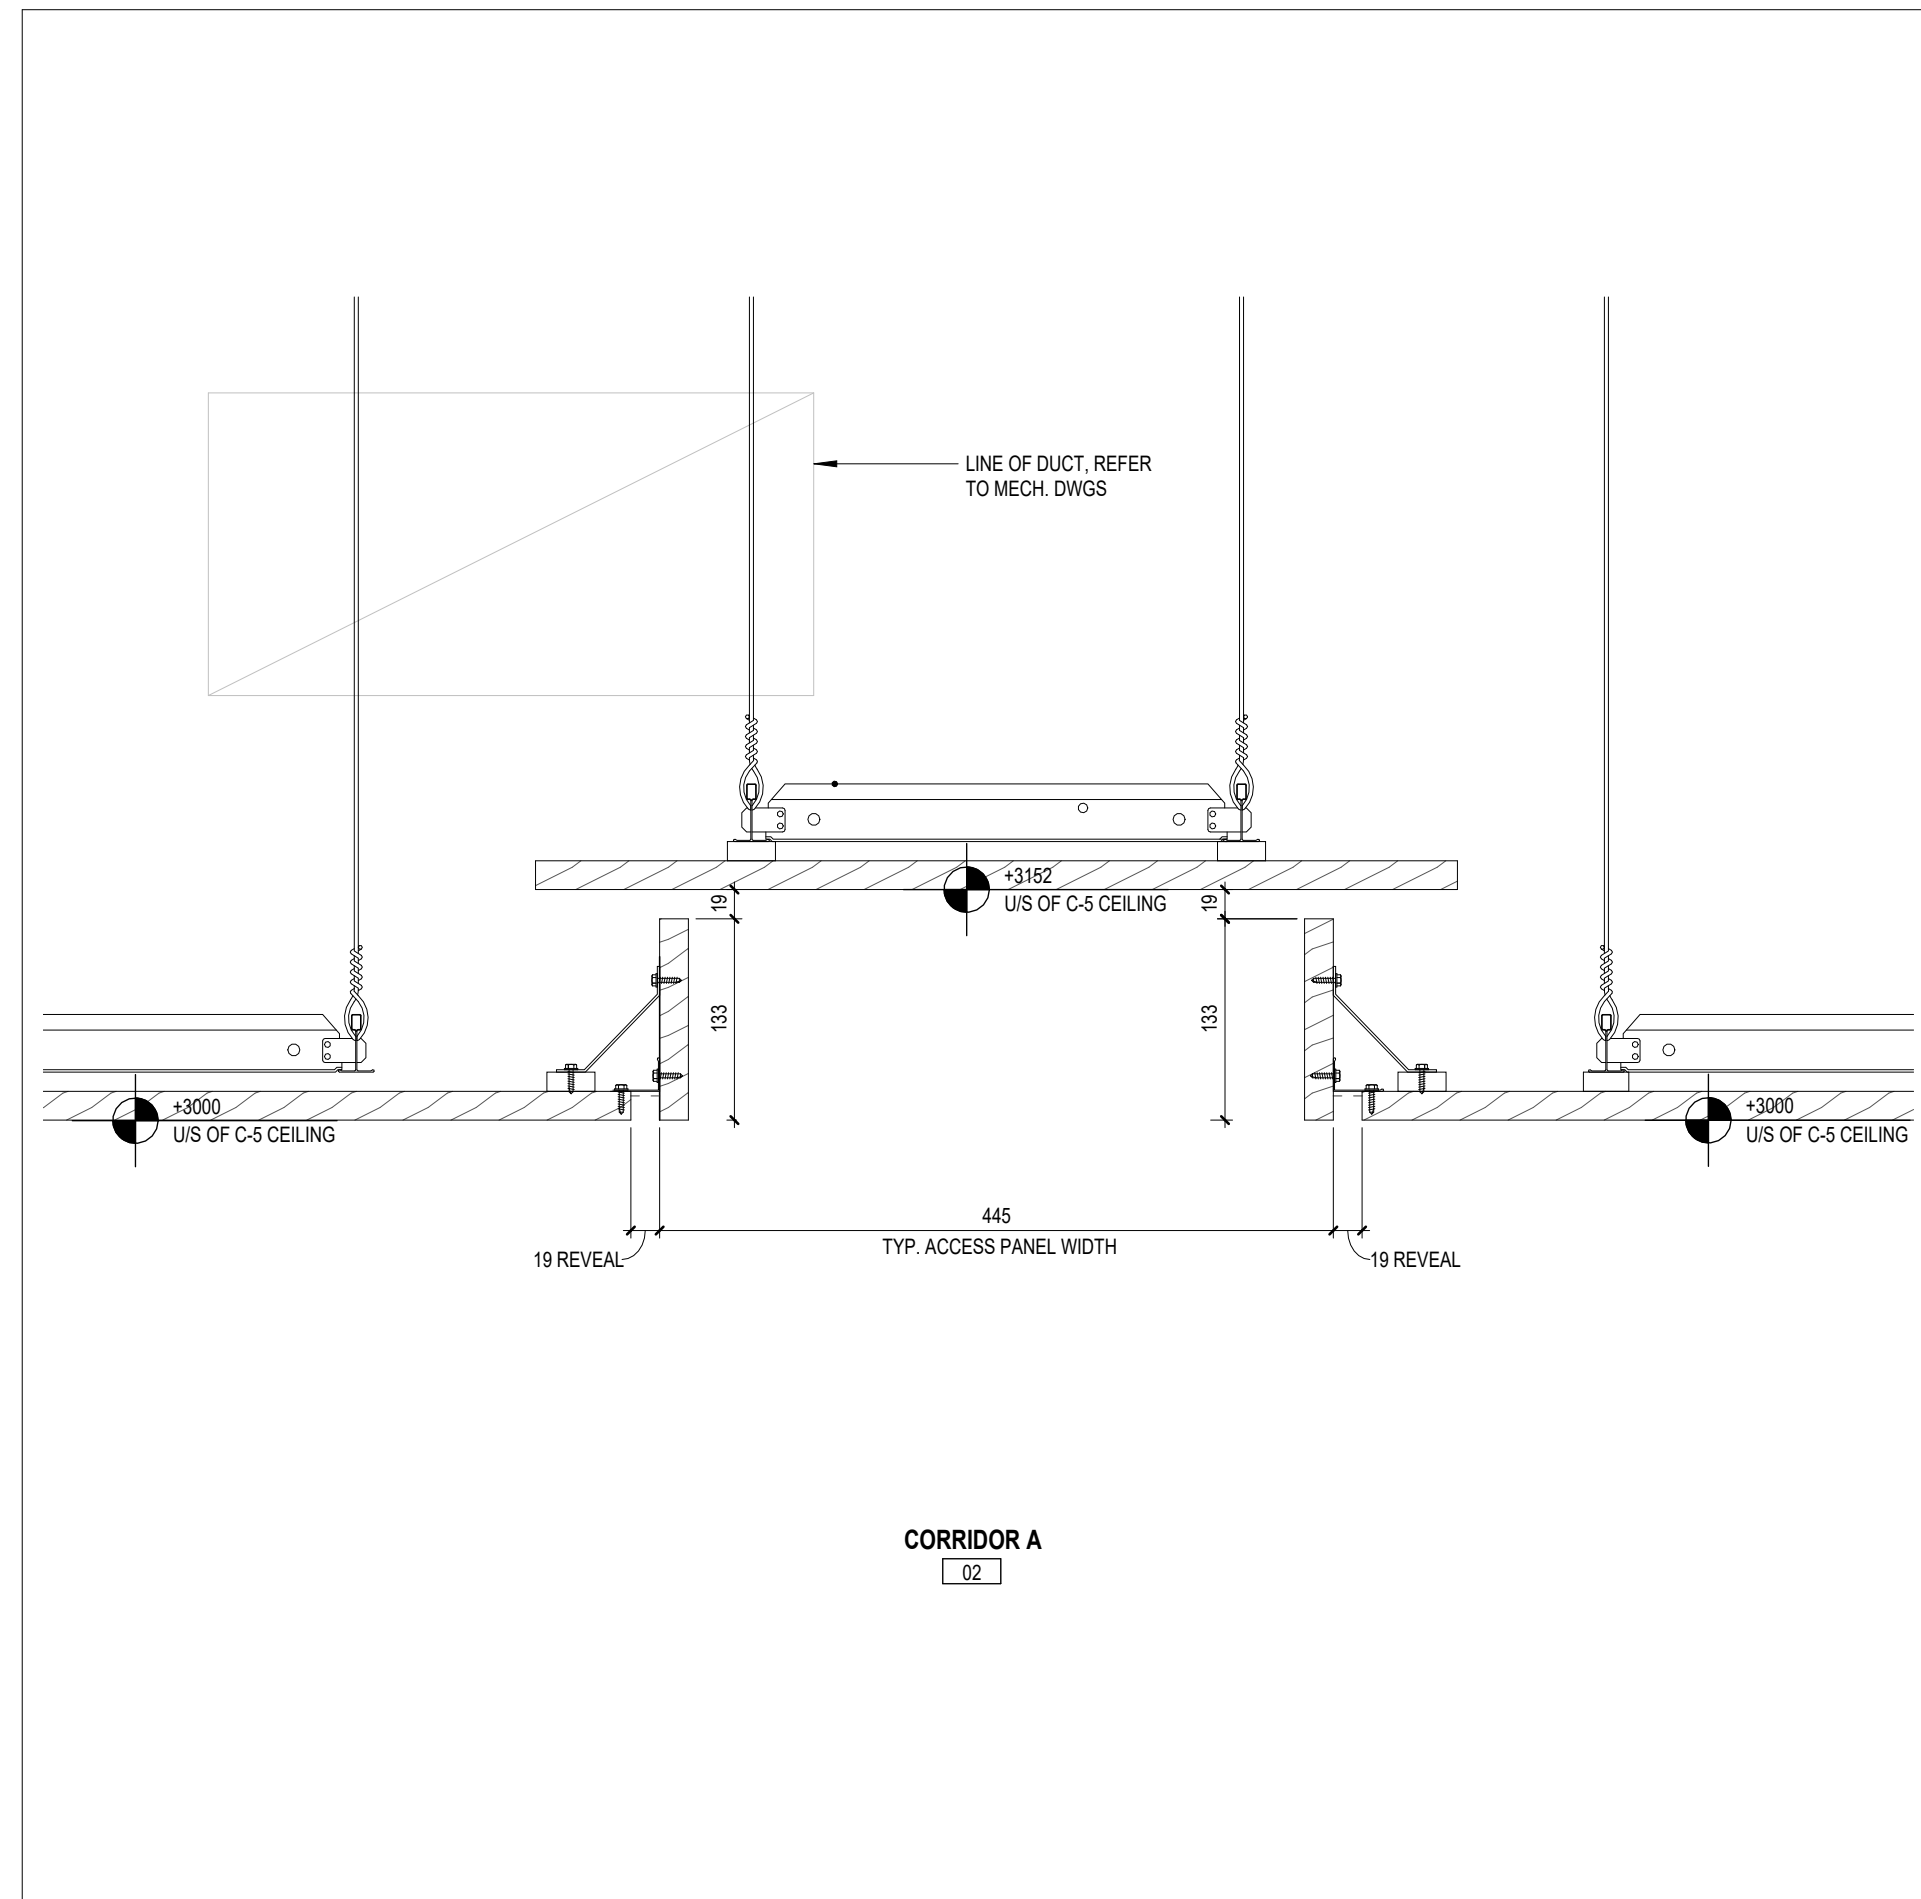 LINE OF DUCT, REFER
TO MECH. DWGS
+3152
U/S OF C-5 CEILING
19
19
133
133
+3000
U/S OF C-5 CEILING
+3000
U/S OF C-5 CEILING
445
TYP. ACCESS PANEL WIDTH
19 REVEAL
19 REVEAL
CORRIDOR A
02